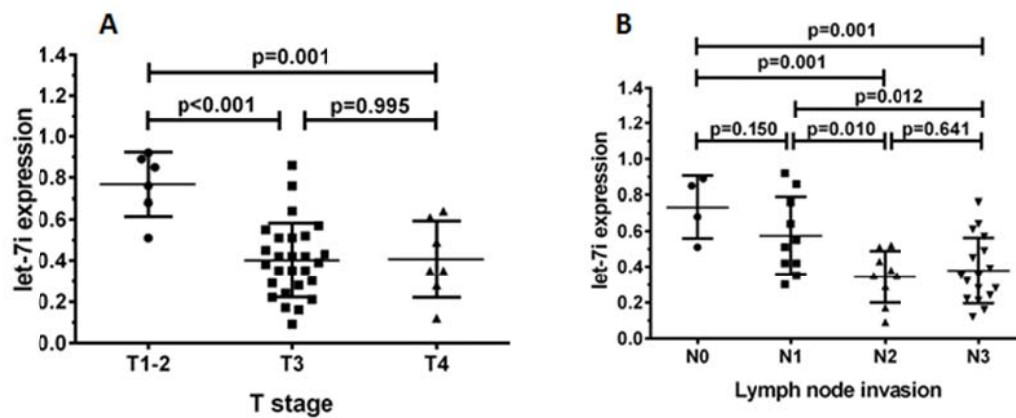 A
p=0.001
p<0.001
p=0.995
let-7i expression
1.4
1.2
1.0
0.8
0.6
0.4
0.2
0.0
T1-2
T3
T4
T stage
B
p=0.001
p=0.001
p=0.012
p=0.150
p=0.010
p=0.641
let-7i expression
1.4
1.2
1.0
0.8
0.6
0.4
0.2
0.0
N0
N1
N2
N3
Lymph node invasion